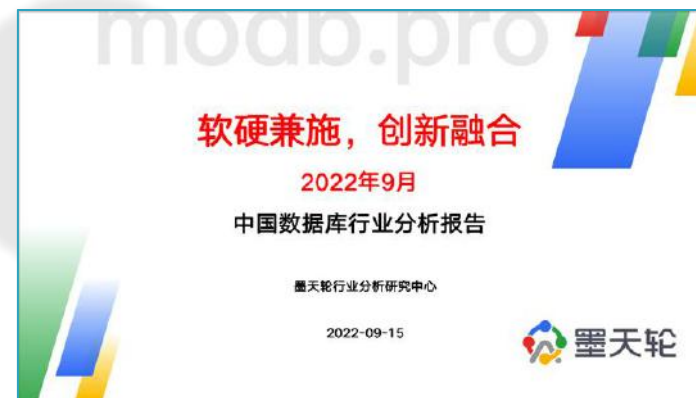 modb.pro
软硬兼施，创新融合
2022年9月
中国数据库行业分析报告
墨天轮行业分析研究中心
2022-09-15
墨天轮